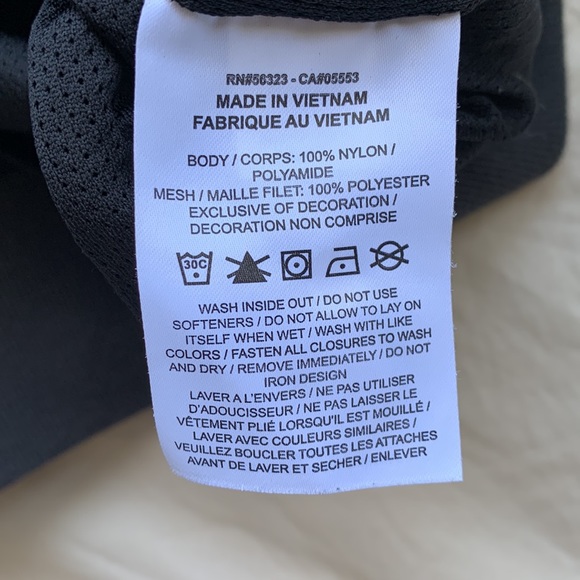 RN#56323 - CA#05553
MADE IN VIETNAM
FABRIQUE AU VIETNAM
BODY / CORPS: 100% NYLON /
POLYAMIDE
MESH / MAILLE FILET: 100% POLYESTER
EXCLUSIVE OF DECORATION /
DECORATION NON COMPRISE
30C
WASH INSIDE OUT / DO NOT USE
SOFTENERS / DO NOT ALLOW TO LAY ON
ITSELF WHEN WET / WASH WITH LIKE
COLORS / FASTEN ALL CLOSURES TO WASH
AND DRY / REMOVE IMMEDIATELY / DO NOT
IRON DESIGN
LAVER A L'ENVERS / NE PAS UTILISER
D'ADOUCISSEUR / NE PAS LAISSER LE
VÊTEMENT PLIÉ LORSQU'IL EST MOUILLÉ /
LAVER AVEC COULEURS SIMILAIRES /
VEUILLEZ BOUCLER TOUTES LES ATTACHES
AVANT DE LAVER ET SECHER / ENLEVER